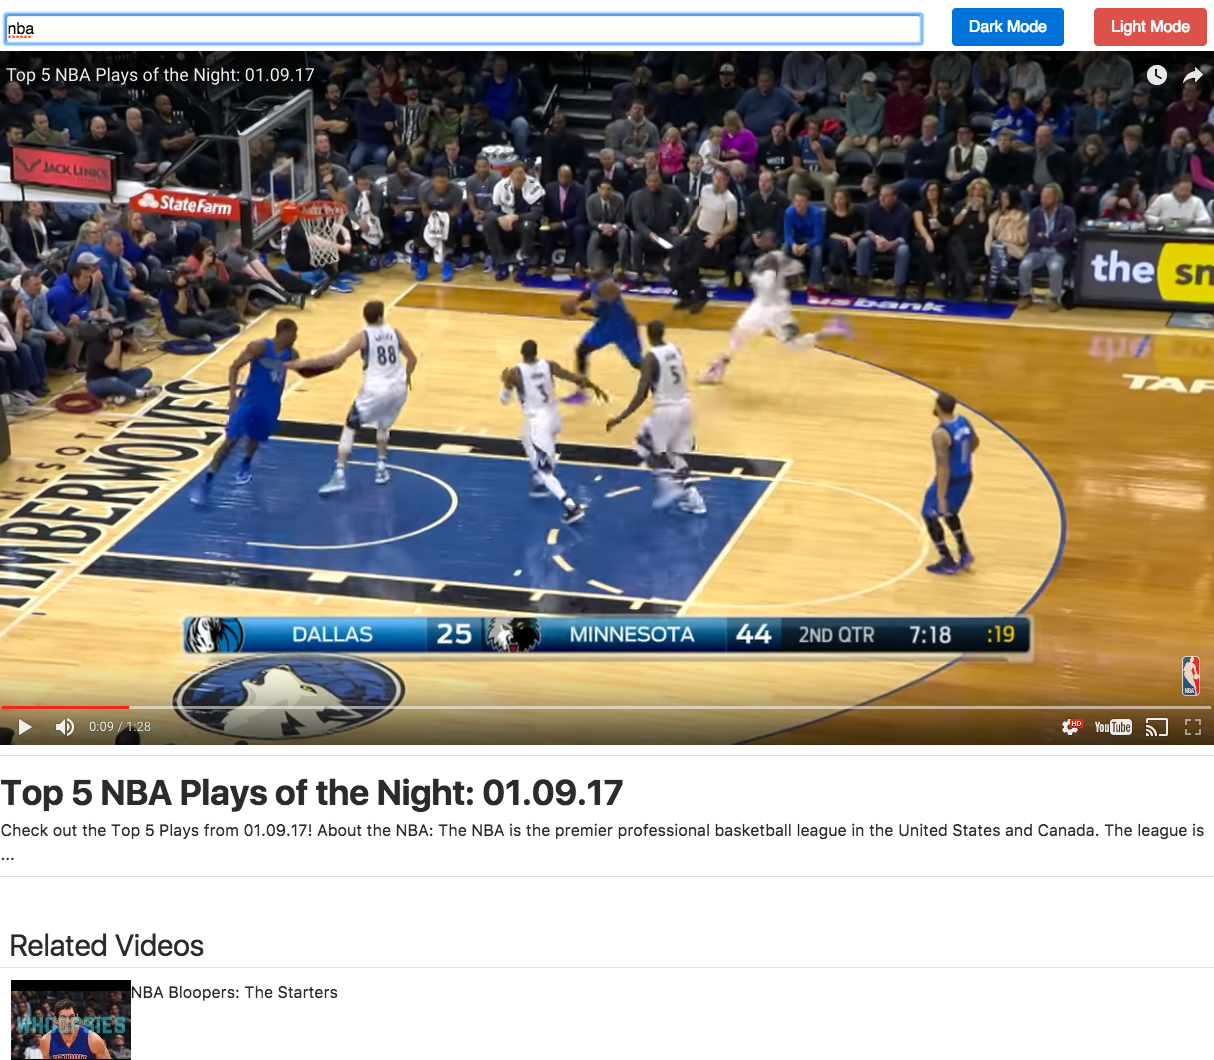 nba
Dark Mode
Light Mode
Top 5 NBA Plays of the Night: 01.09.17
JACK LINK'S
StateFarm
the sn
usbank
88
3
5
TAR
NESOTA
TIMBERWOLVES
DALLAS 25 MINNESOTA 44 2ND QTR 7:18 :19
NBA
0:09 / 1:28
HD
YouTube
Top 5 NBA Plays of the Night: 01.09.17
Check out the Top 5 Plays from 01.09.17! About the NBA: The NBA is the premier professional basketball league in the United States and Canada. The league is
...
Related Videos
NBA Bloopers: The Starters
WHOOPSIES